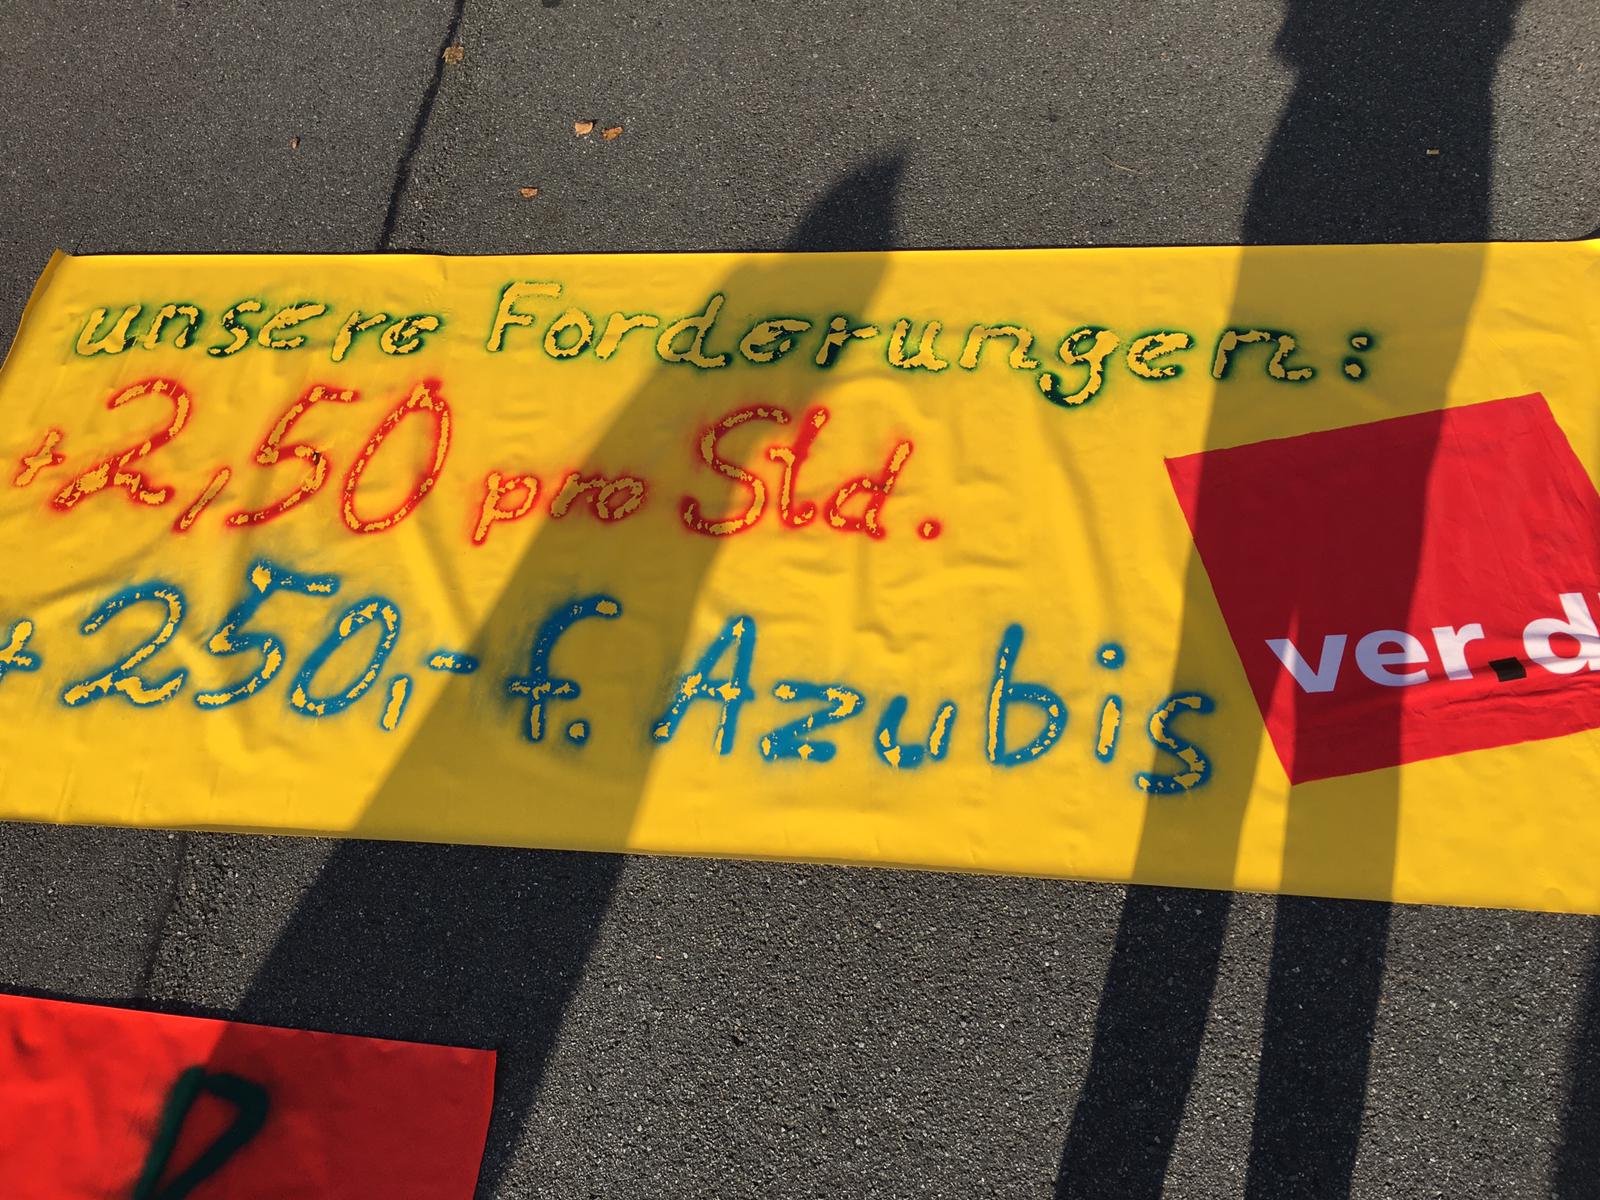 unsere Forderungen:
+2,50 pro Std.
+250,- f. Azubis
ver.d